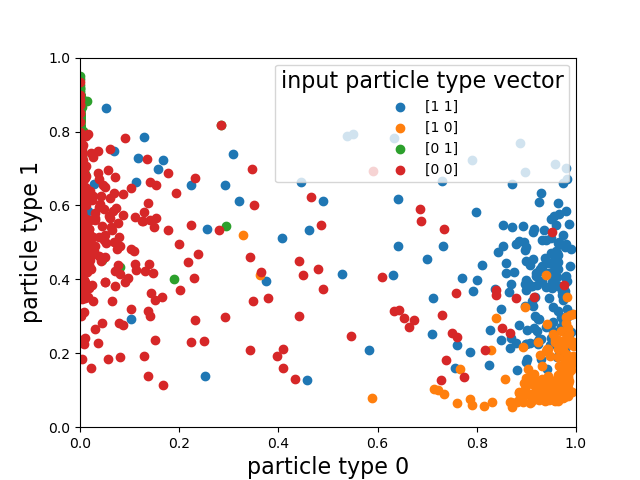 1.0
0.8
0.6
0.4
0.2
0.0
particle type 1
input particle type vector
[1 1]
[1 0]
[0 1]
[0 0]
0.0 0.2 0.4 0.6 0.8 1.0
particle type 0